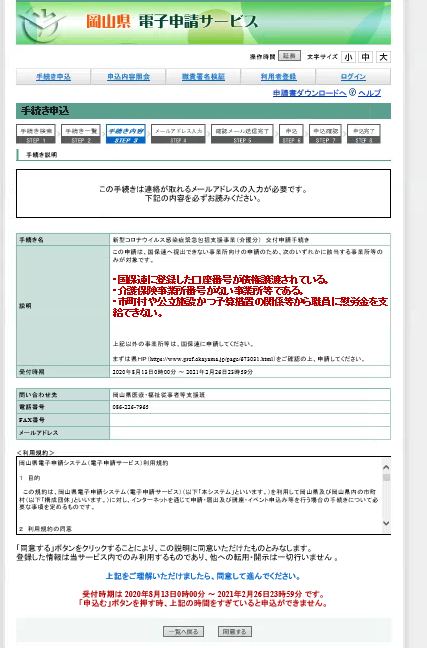 岡山県 電子申請サービス
操作時間 延長 文字サイズ 小 中 大
手続き申込 申込内容照会 職責署名検証 利用者登録 ログイン
申請書ダウンロードへ ヘルプ
手続き申込
手続き検索 手続き一覧 手続き内容 メールアドレス入力 確認メール送信完了 申込 申込確認 申込完了
STEP 1 STEP 2 STEP 3 STEP 4 STEP 5 STEP 6 STEP 7 STEP 8
手続き説明
この手続きは連絡が取れるメールアドレスの入力が必要です。
下記の内容を必ずお読みください。
手続き名 新型コロナウイルス感染症緊急包括支援事業(介護分) 交付申請手続き
この申請は、国保連へ提出できない事業所向けの申請のため、次のいずれかに該当する事業所等の
みが対象です。
・国保連に登録した口座番号が債権譲渡されている。
・介護保険事業所番号がない事業所等である。
・市町村や公立施設かつ予算措置の関係等から職員に慰労金を支
給できない。
説明
上記以外の事業所等は、国保連に申請してください。
まずは県HP(https://www.pref.okayama.jp/page/673051.html)をご確認の上、申請してください。
受付時期 2020年8月13日0時00分 ～ 2021年2月26日23時59分
問い合わせ先 岡山県医療・福祉従事者等支援班
電話番号 086-226-7965
FAX番号
メールアドレス
＜利用規約＞
岡山県電子申請システム(電子申請サービス)利用規約
1 目的
この規約は、岡山県電子申請システム(電子申請サービス)(以下「本システム」といいます。)を利用して岡山県及び岡山県内の市町
村(以下「構成団体」といいます。)に対し、インターネットを通じて申請・届出及び講座・イベント申込み等を行う場合の手続きについて必
要な事項を定めるものです。
2 利用規約の同意
「同意する」ボタンをクリックすることにより、この説明に同意いただけたものとみなします。
登録した情報は当サービス内でのみ利用するものであり、他への転用・開示は一切行いません 。
上記をご理解いただけましたら、同意して進んでください。
受付時期は 2020年8月13日0時00分 ～ 2021年2月26日23時59分 です。
「申込む」ボタンを押す時、上記の時間をすぎていると申込ができません。
一覧へ戻る 同意する